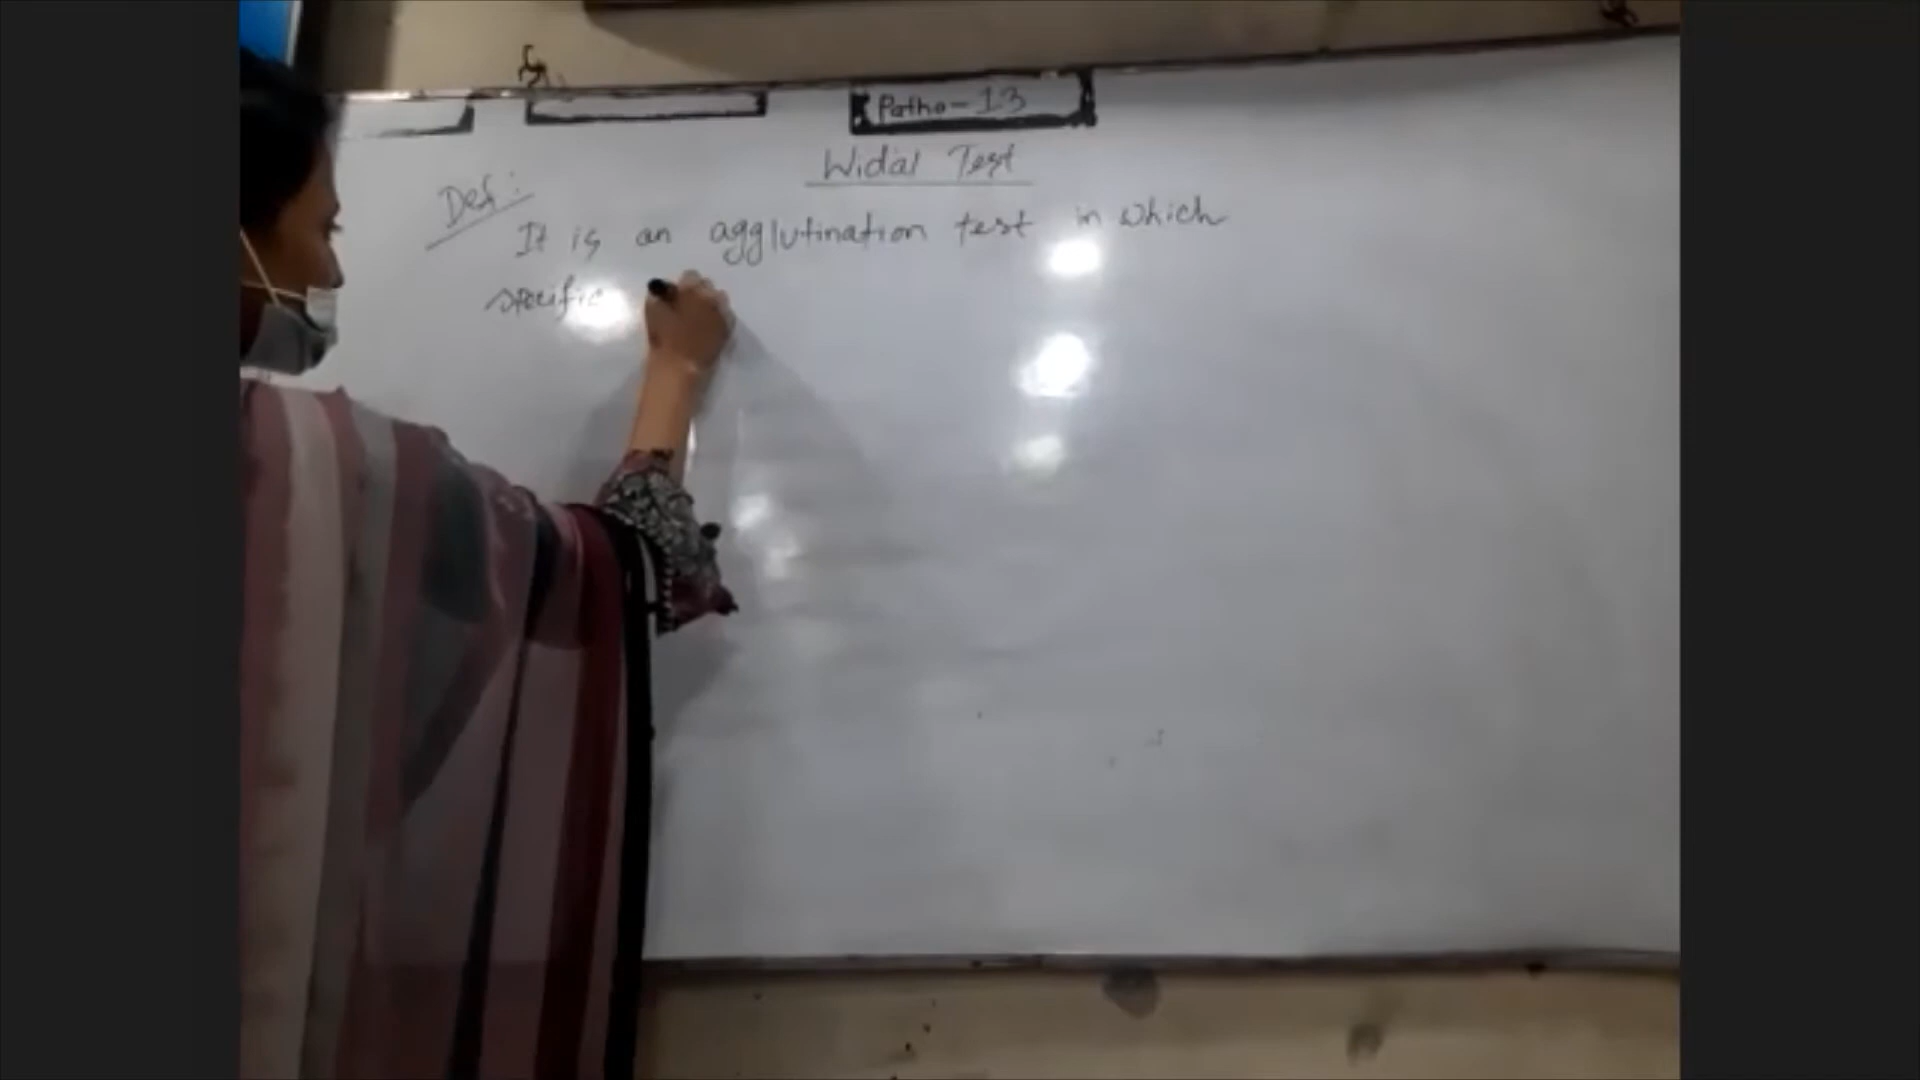 Patho-13
Widal Test
Def:
It is an agglutination test in which
specific